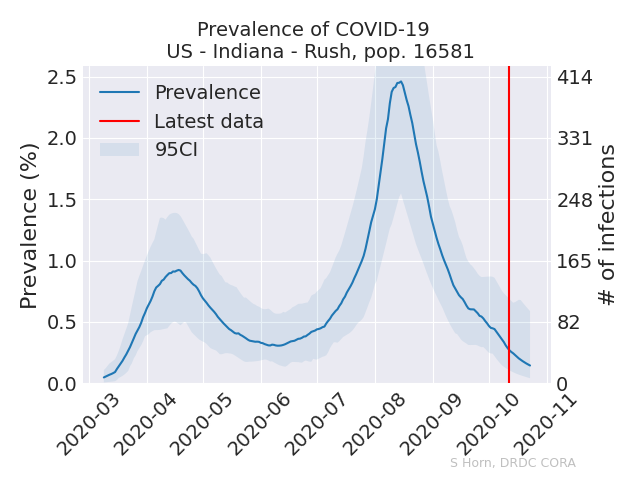 Prevalence of COVID-19
US - Indiana - Rush, pop. 16581
Prevalence
Latest data
95CI
Prevalence (%)
2.5
2.0
1.5
1.0
0.5
0.0
414
331
248
165
82
0
# of infections
2020-03
2020-04
2020-05
2020-06
2020-07
2020-08
2020-09
2020-10
2020-11
S Horn, DRDC CORA